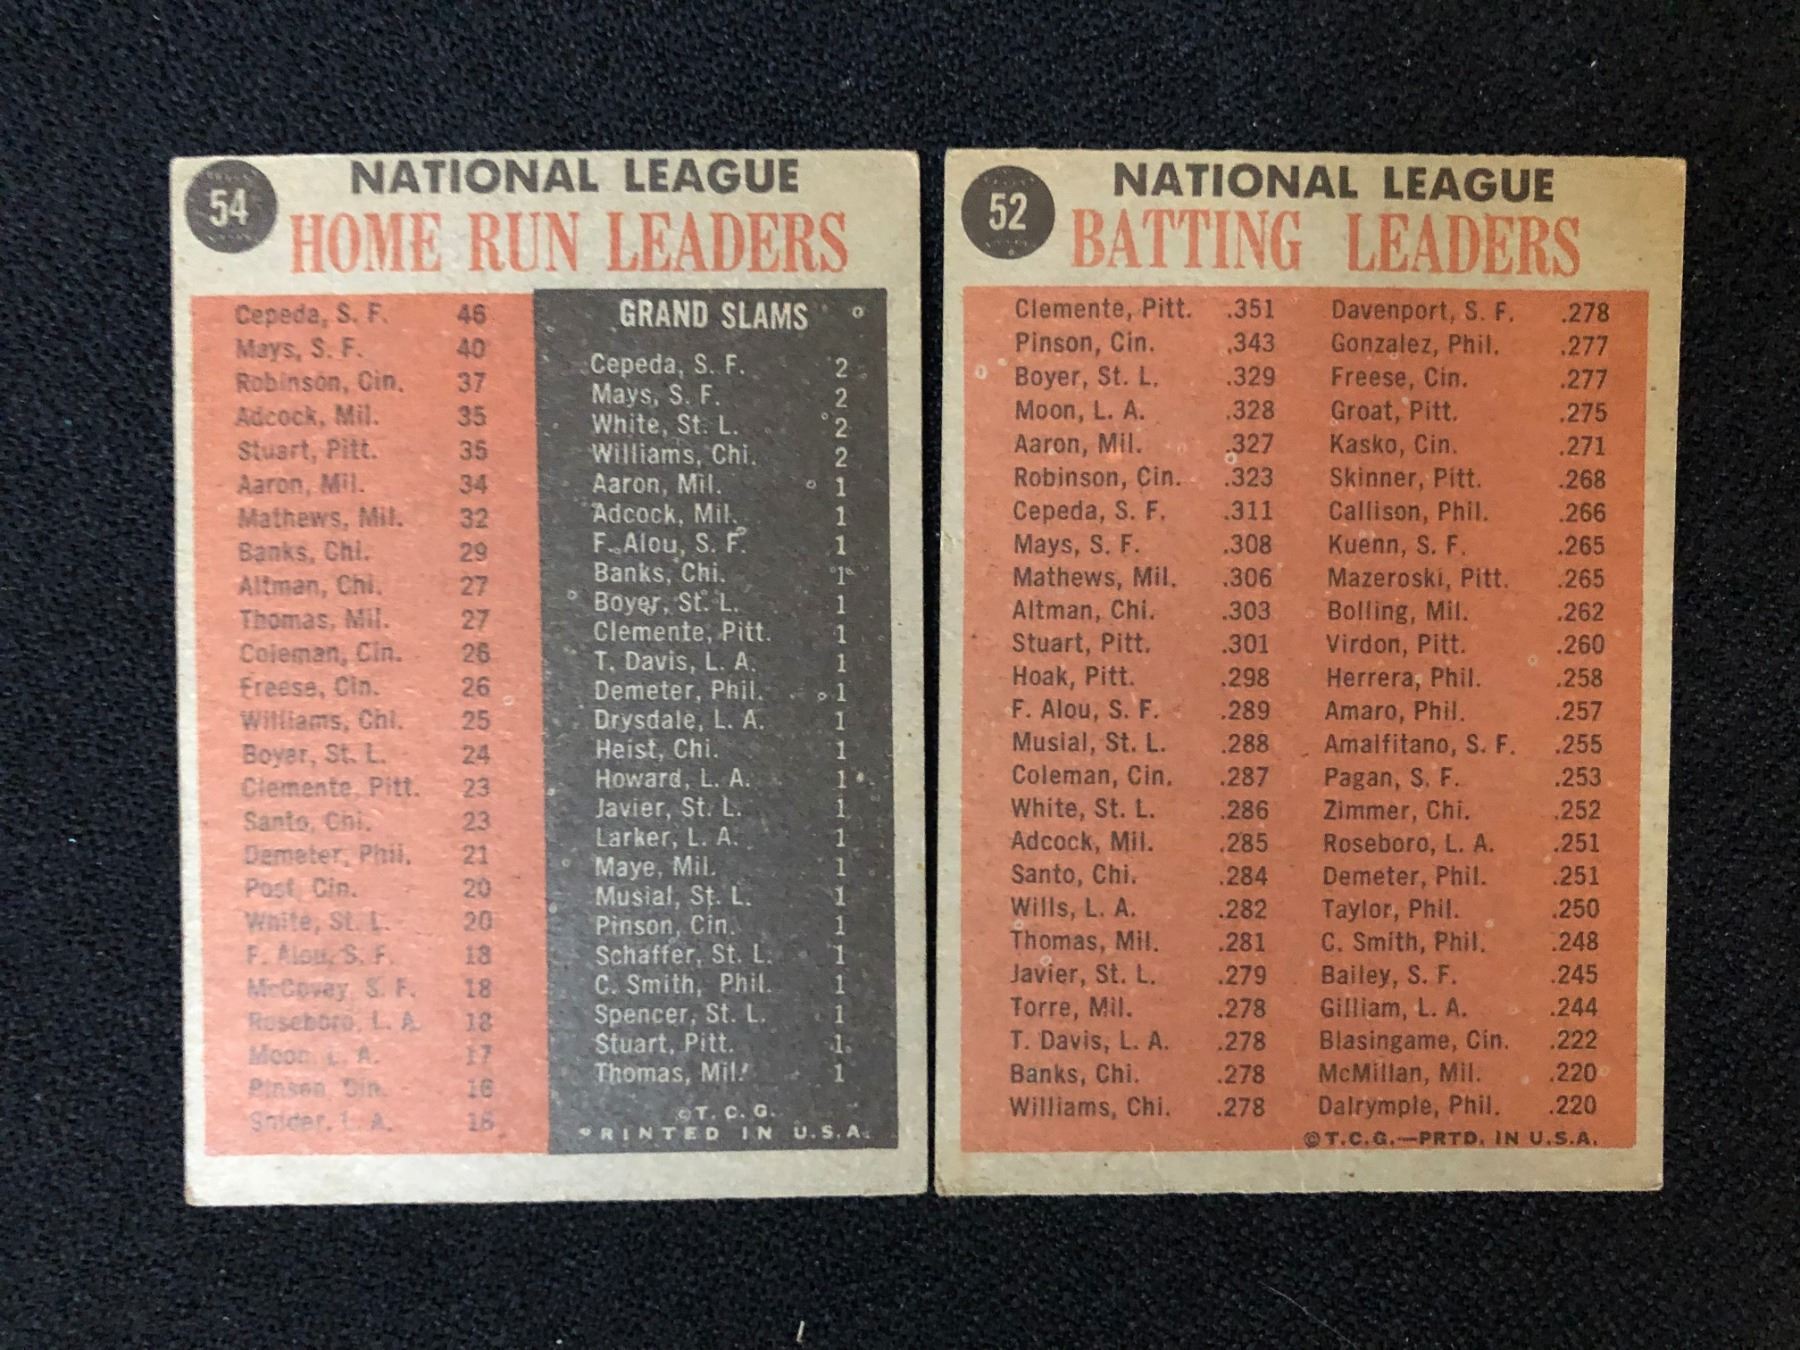 54
NATIONAL LEAGUE
HOME RUN LEADERS
Cepeda, S. F. 46
Mays, S. F. 40
Robinson, Cin. 37
Adcock, Mil. 35
Stuart, Pitt. 35
Aaron, Mil. 34
Mathews, Mil. 32
Banks, Chi. 29
Altman, Chi. 27
Thomas, Mil. 27
Coleman, Cin. 26
Freese, Cin. 26
Williams, Chi. 25
Boyer, St. L. 24
Clemente, Pitt. 23
Santo, Chi. 23
Demeter, Phil. 21
Post, Cin. 20
White, St. L. 20
F. Alou, S. F. 18
McCovey, S. F. 18
Roseboro, L. A. 18
Moon, L. A. 17
Pinson, Cin. 16
Snider, L. A. 16
GRAND SLAMS
Cepeda, S. F. 2
Mays, S. F. 2
White, St. L. 2
Williams, Chi. 2
Aaron, Mil. 1
Adcock, Mil. 1
F. Alou, S. F. 1
Banks, Chi. 1
Boyer, St. L. 1
Clemente, Pitt. 1
T. Davis, L. A. 1
Demeter, Phil. 1
Drysdale, L. A. 1
Heist, Chi. 1
Howard, L. A. 1
Javier, St. L. 1
Larker, L. A. 1
Maye, Mil. 1
Musial, St. L. 1
Pinson, Cin. 1
Schaffer, St. L. 1
C. Smith, Phil. 1
Spencer, St. L. 1
Stuart, Pitt. 1
Thomas, Mil. 1
©T. C. G.
PRINTED IN U.S.A.
52
NATIONAL LEAGUE
BATTING LEADERS
Clemente, Pitt. .351
Pinson, Cin. .343
Boyer, St. L. .329
Moon, L. A. .328
Aaron, Mil. .327
Robinson, Cin. .323
Cepeda, S. F. .311
Mays, S. F. .308
Mathews, Mil. .306
Altman, Chi. .303
Stuart, Pitt. .301
Hoak, Pitt. .298
F. Alou, S. F. .289
Musial, St. L. .288
Coleman, Cin. .287
White, St. L. .286
Adcock, Mil. .285
Santo, Chi. .284
Wills, L. A. .282
Thomas, Mil. .281
Javier, St. L. .279
Torre, Mil. .278
T. Davis, L. A. .278
Banks, Chi. .278
Williams, Chi. .278
Davenport, S. F. .278
Gonzalez, Phil. .277
Freese, Cin. .277
Groat, Pitt. .275
Kasko, Cin. .271
Skinner, Pitt. .268
Callison, Phil. .266
Kuenn, S. F. .265
Mazeroski, Pitt. .265
Bolling, Mil. .262
Virdon, Pitt. .260
Herrera, Phil. .258
Amaro, Phil. .257
Amalfitano, S. F. .255
Pagan, S. F. .253
Zimmer, Chi. .252
Roseboro, L. A. .251
Demeter, Phil. .251
Taylor, Phil. .250
C. Smith, Phil. .248
Bailey, S. F. .245
Gilliam, L. A. .244
Blasingame, Cin. .222
McMillan, Mil. .220
Dalrymple, Phil. .220
©T.C.G.—PRTD. IN U.S.A.